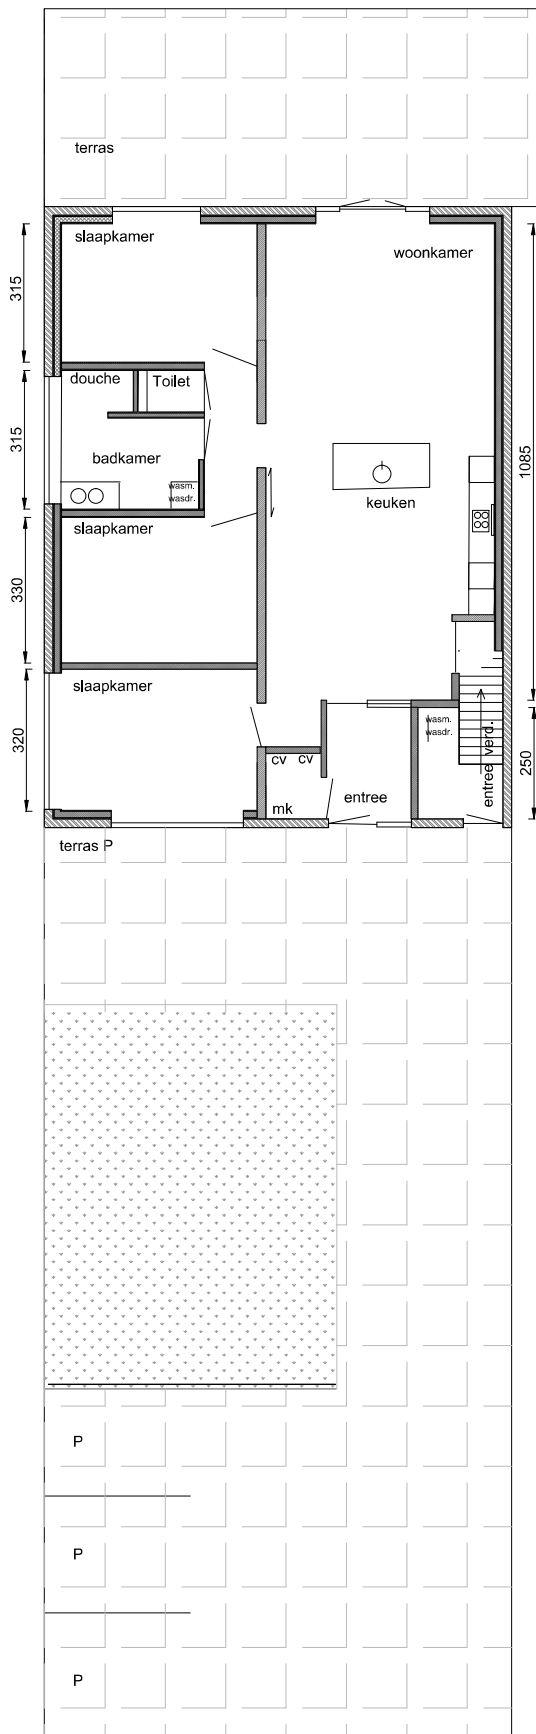 terras
slaapkamer
woonkamer
315
douche
Toilet
315
badkamer
wasm.
wasdr.
1085
keuken
slaapkamer
330
slaapkamer
320
wasm.
wasdr.
entree verd.
250
cv cv
mk
entree
terras P
P
P
P